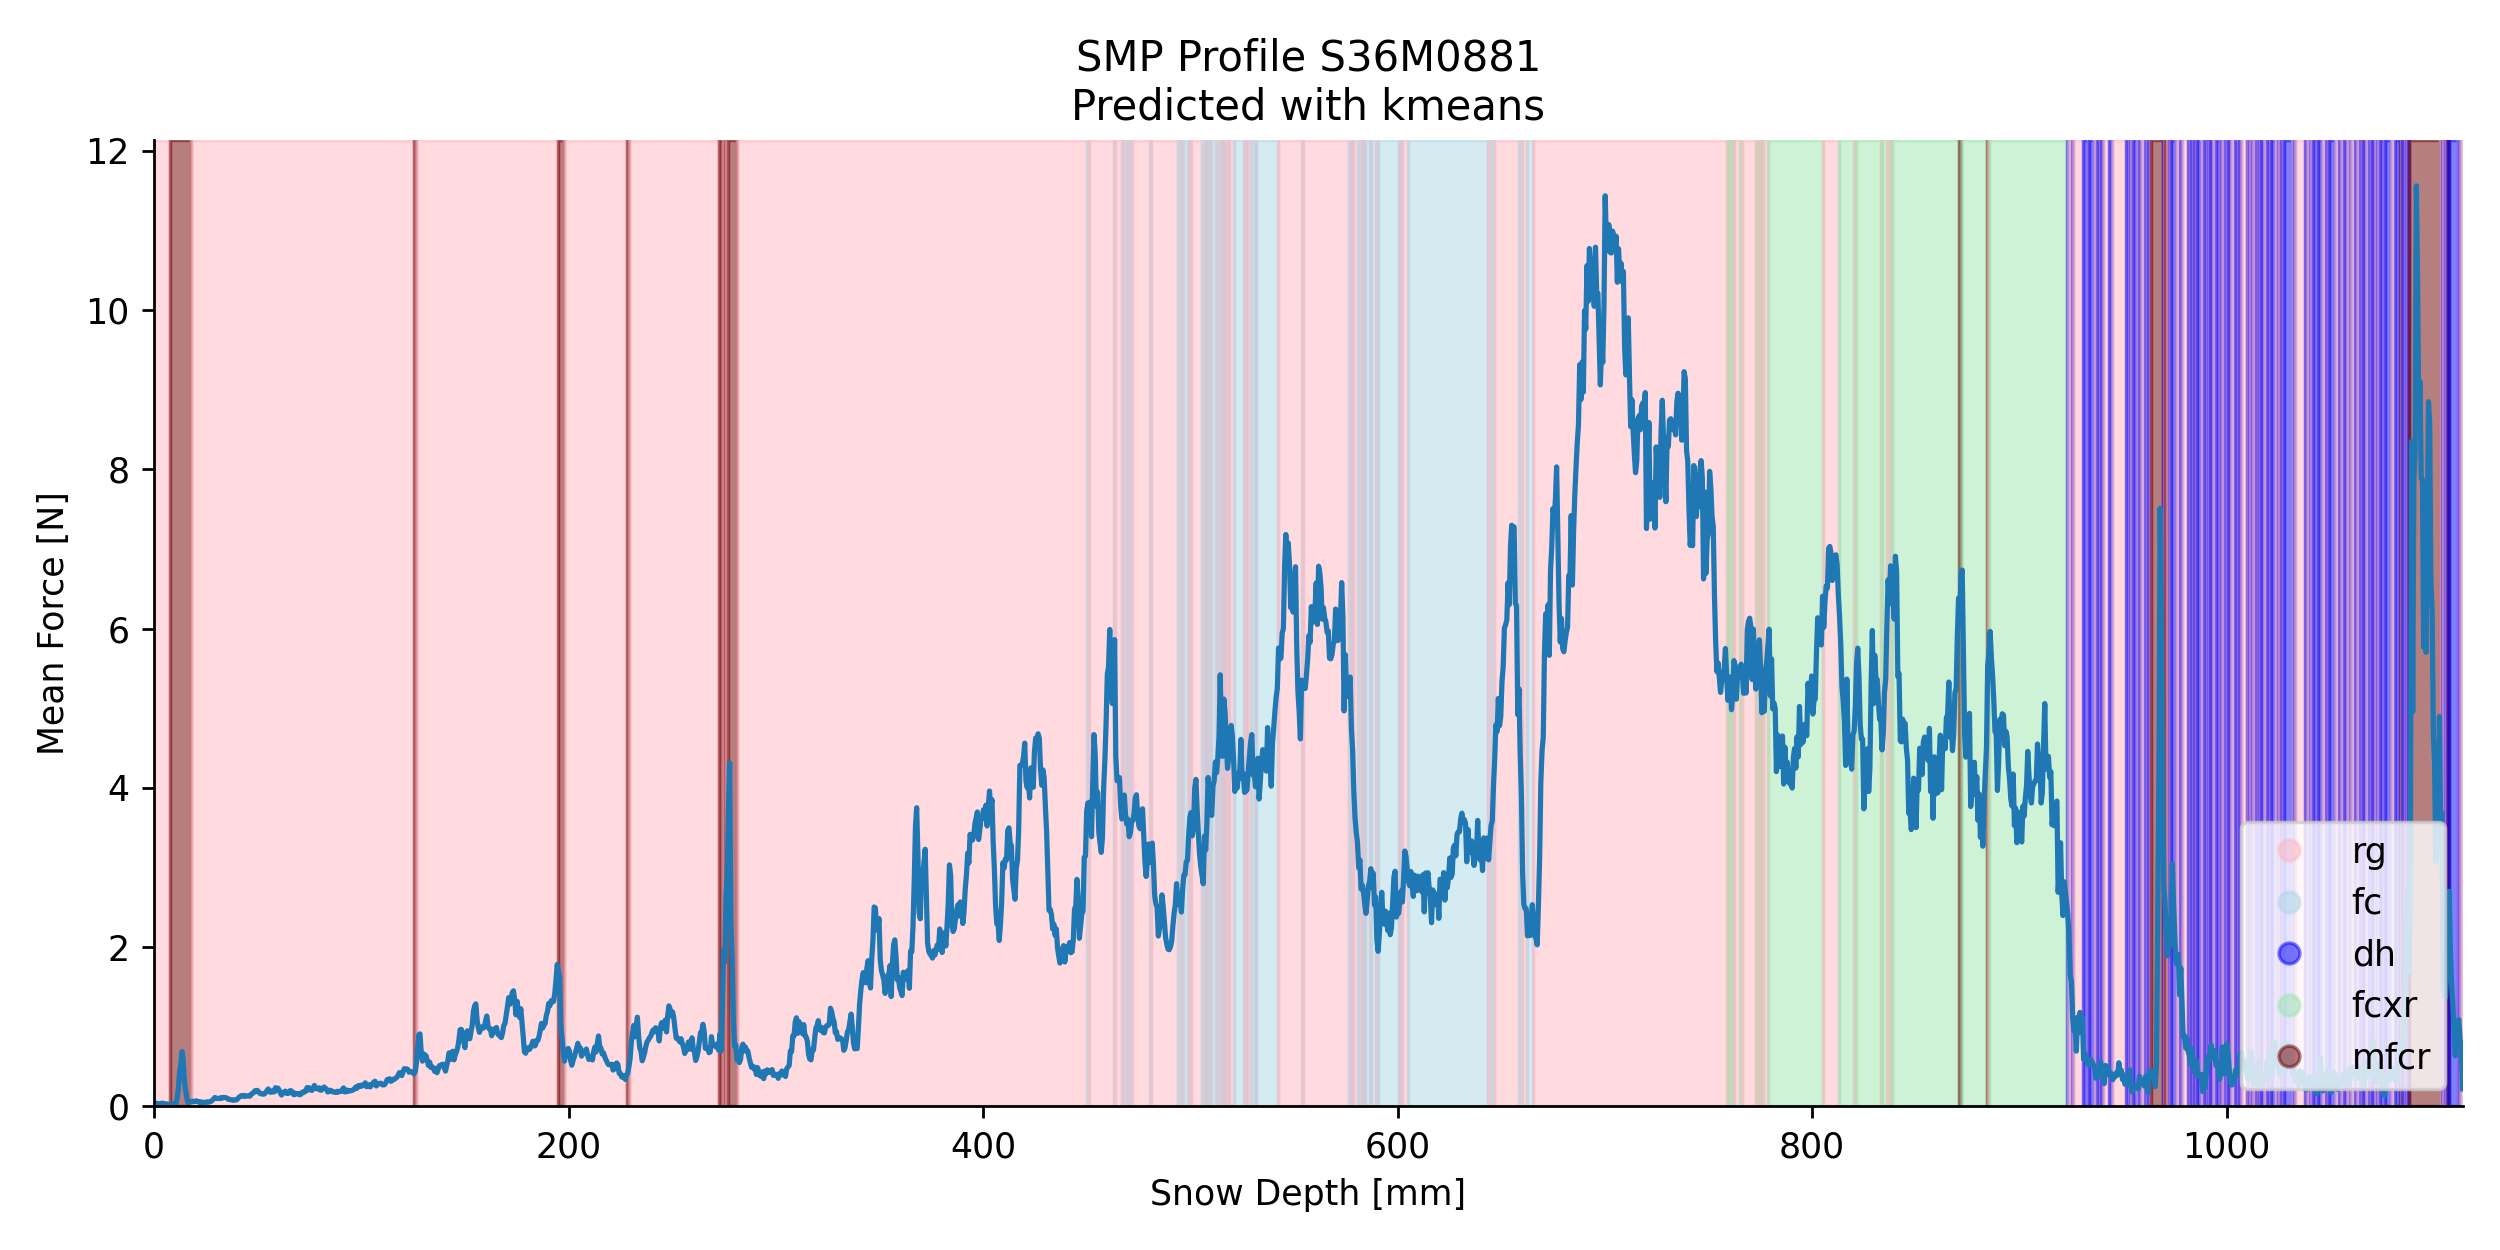 SMP Profile S36M0881
Predicted with kmeans
12
10
8
6
4
2
0
Mean Force [N]
0 200 400 600 800 1000
Snow Depth [mm]
rg
fc
dh
fcxr
mfcr